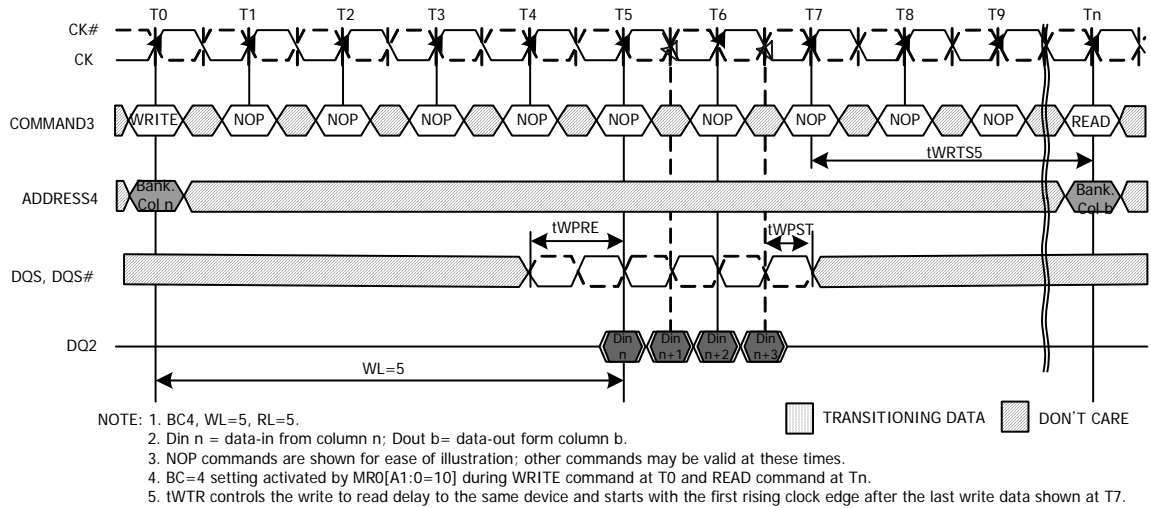 T0 T1 T2 T3 T4 T5 T6 T7 T8 T9 Tn
CK#
CK
COMMAND3 WRITE NOP NOP NOP NOP NOP NOP NOP NOP NOP READ
tWRTS5
ADDRESS4 Bank. Col n Bank. Col b
tWPRE tWPST
DQS, DQS#
DQ2 Din n Din n+1 Din n+2 Din n+3
WL=5
NOTE: 1. BC4, WL=5, RL=5.
2. Din n = data-in from column n; Dout b= data-out form column b.
3. NOP commands are shown for ease of illustration; other commands may be valid at these times.
4. BC=4 setting activated by MR0[A1:0=10] during WRITE command at T0 and READ command at Tn.
5. tWTR controls the write to read delay to the same device and starts with the first rising clock edge after the last write data shown at T7.
TRANSITIONING DATA DON'T CARE